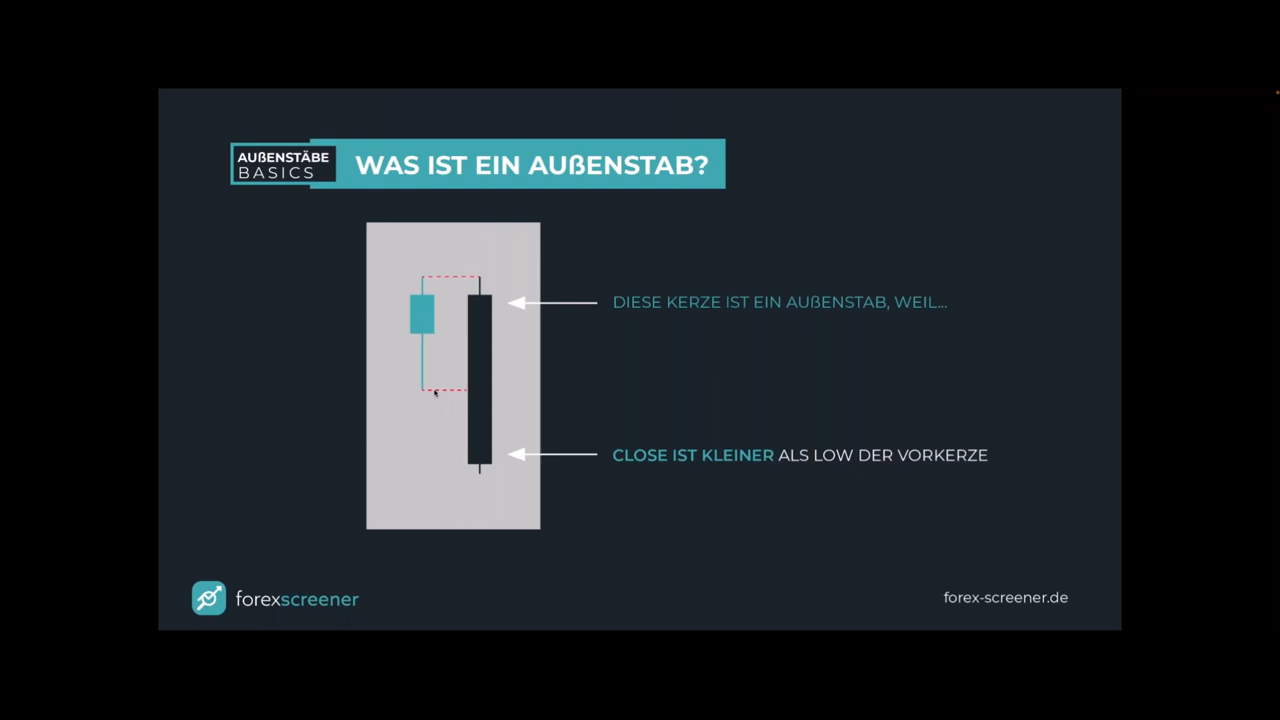 AUßENSTÄBE
BASICS
WAS IST EIN AUßENSTAB?
DIESE KERZE IST EIN AUßENSTAB, WEIL...
CLOSE IST KLEINER ALS LOW DER VORKERZE
forexscreener
forex-screener.de